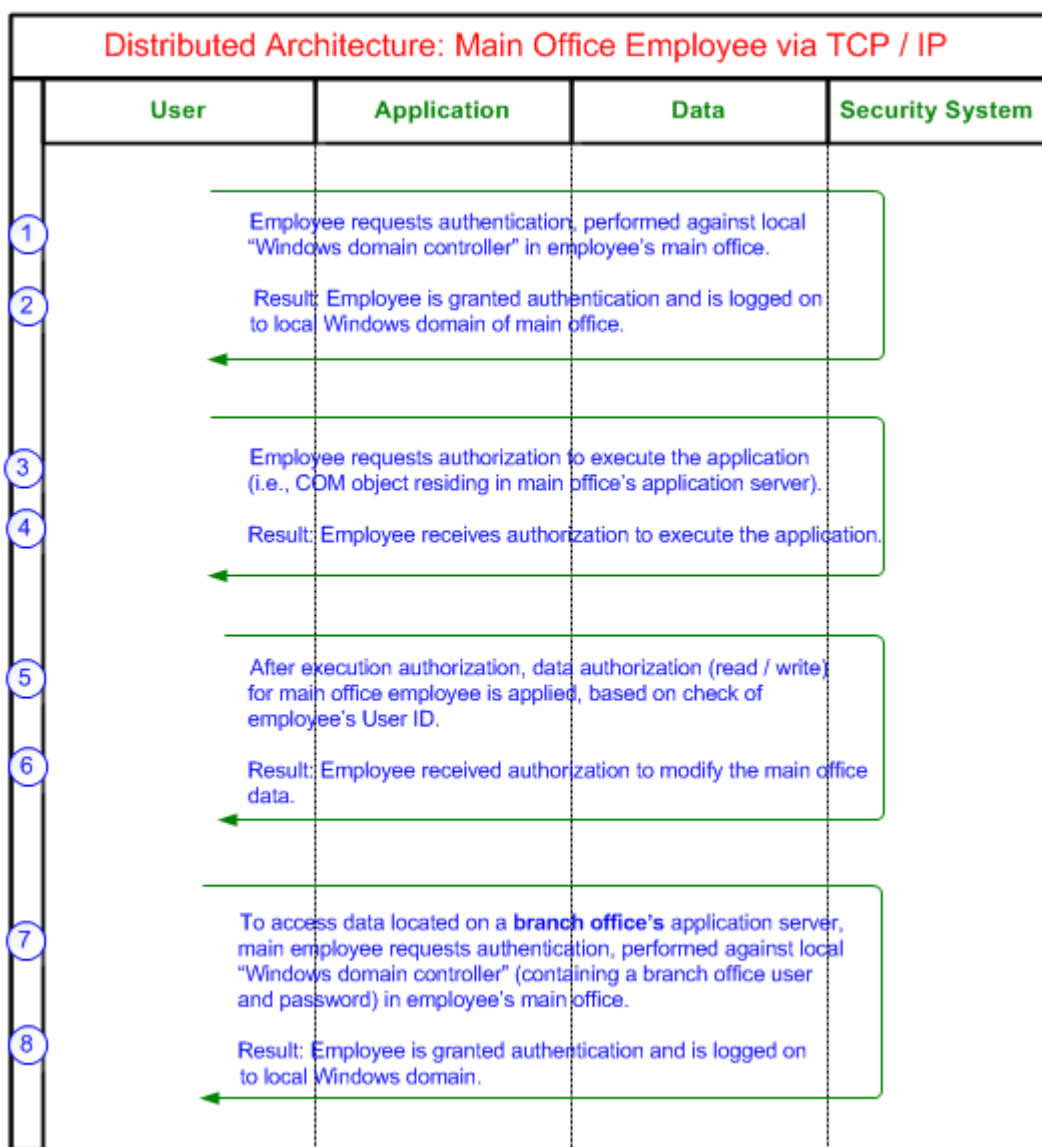 Distributed Architecture: Main Office Employee via TCP / IP
User
Application
Data
Security System
1
Employee requests authentication, performed against local
“Windows domain controller” in employee’s main office.
2
Result: Employee is granted authentication and is logged on
to local Windows domain of main office.
3
Employee requests authorization to execute the application
(i.e., COM object residing in main office’s application server).
4
Result: Employee receives authorization to execute the application.
5
After execution authorization, data authorization (read / write)
for main office employee is applied, based on check of
employee’s User ID.
6
Result: Employee received authorization to modify the main office
data.
7
To access data located on a branch office’s application server,
main employee requests authentication, performed against local
“Windows domain controller” (containing a branch office user
and password) in employee’s main office.
8
Result: Employee is granted authentication and is logged on
to local Windows domain.